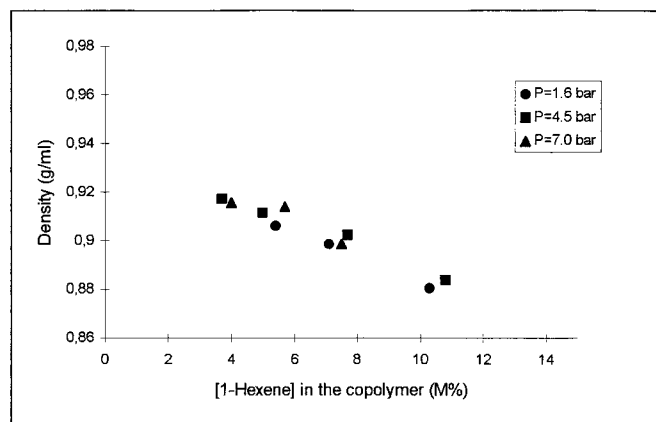 0,98
0,96
0,94
0,92
0,9
0,88
0,86
Density (g/ml)
P=1.6 bar
P=4.5 bar
P=7.0 bar
0 2 4 6 8 10 12 14
[1-Hexene] in the copolymer (M%)